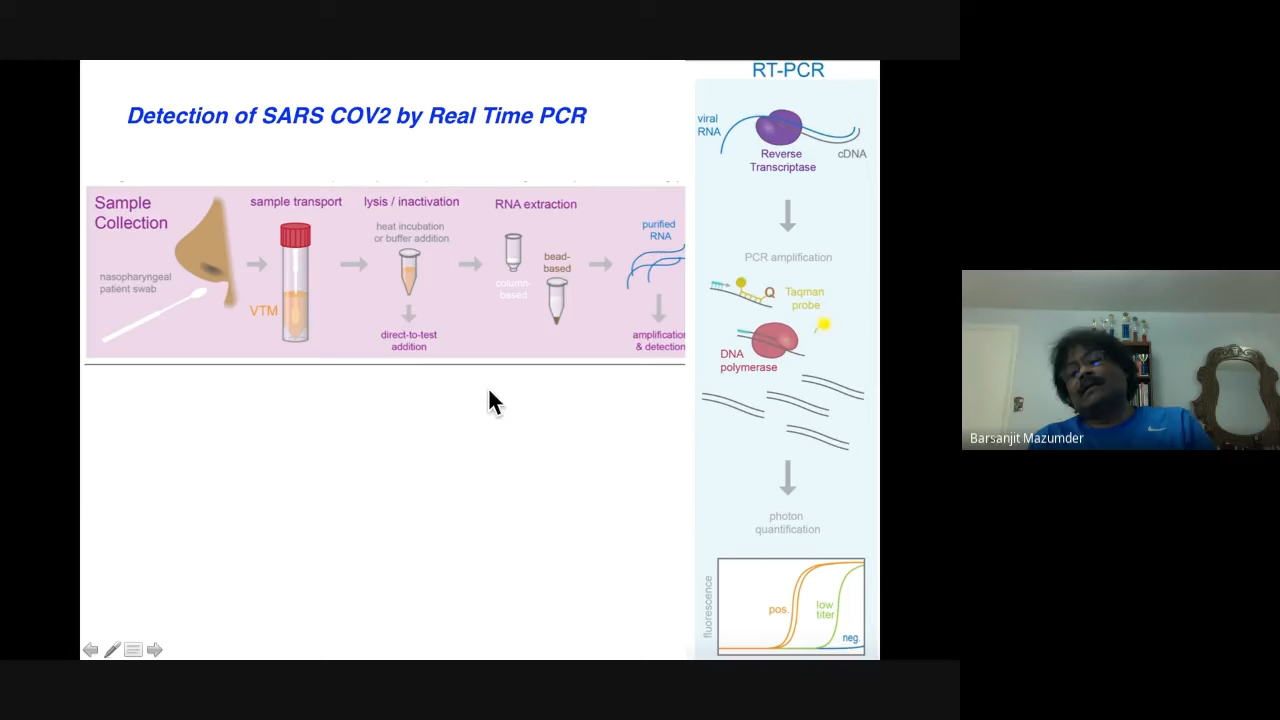 Detection of SARS COV2 by Real Time PCR
Sample
Collection
nasopharyngeal
patient swab
sample transport
VTM
lysis / inactivation
heat incubation
or buffer addition
direct-to-test
addition
RNA extraction
column-
based
bead-
based
purified
RNA
amplification
& detection
RT-PCR
viral
RNA
Reverse
Transcriptase
cDNA
PCR amplification
Q
Taqman
probe
DNA
polymerase
photon
quantification
fluorescence
pos.
low
titer
neg.
Barsanjit Mazumder